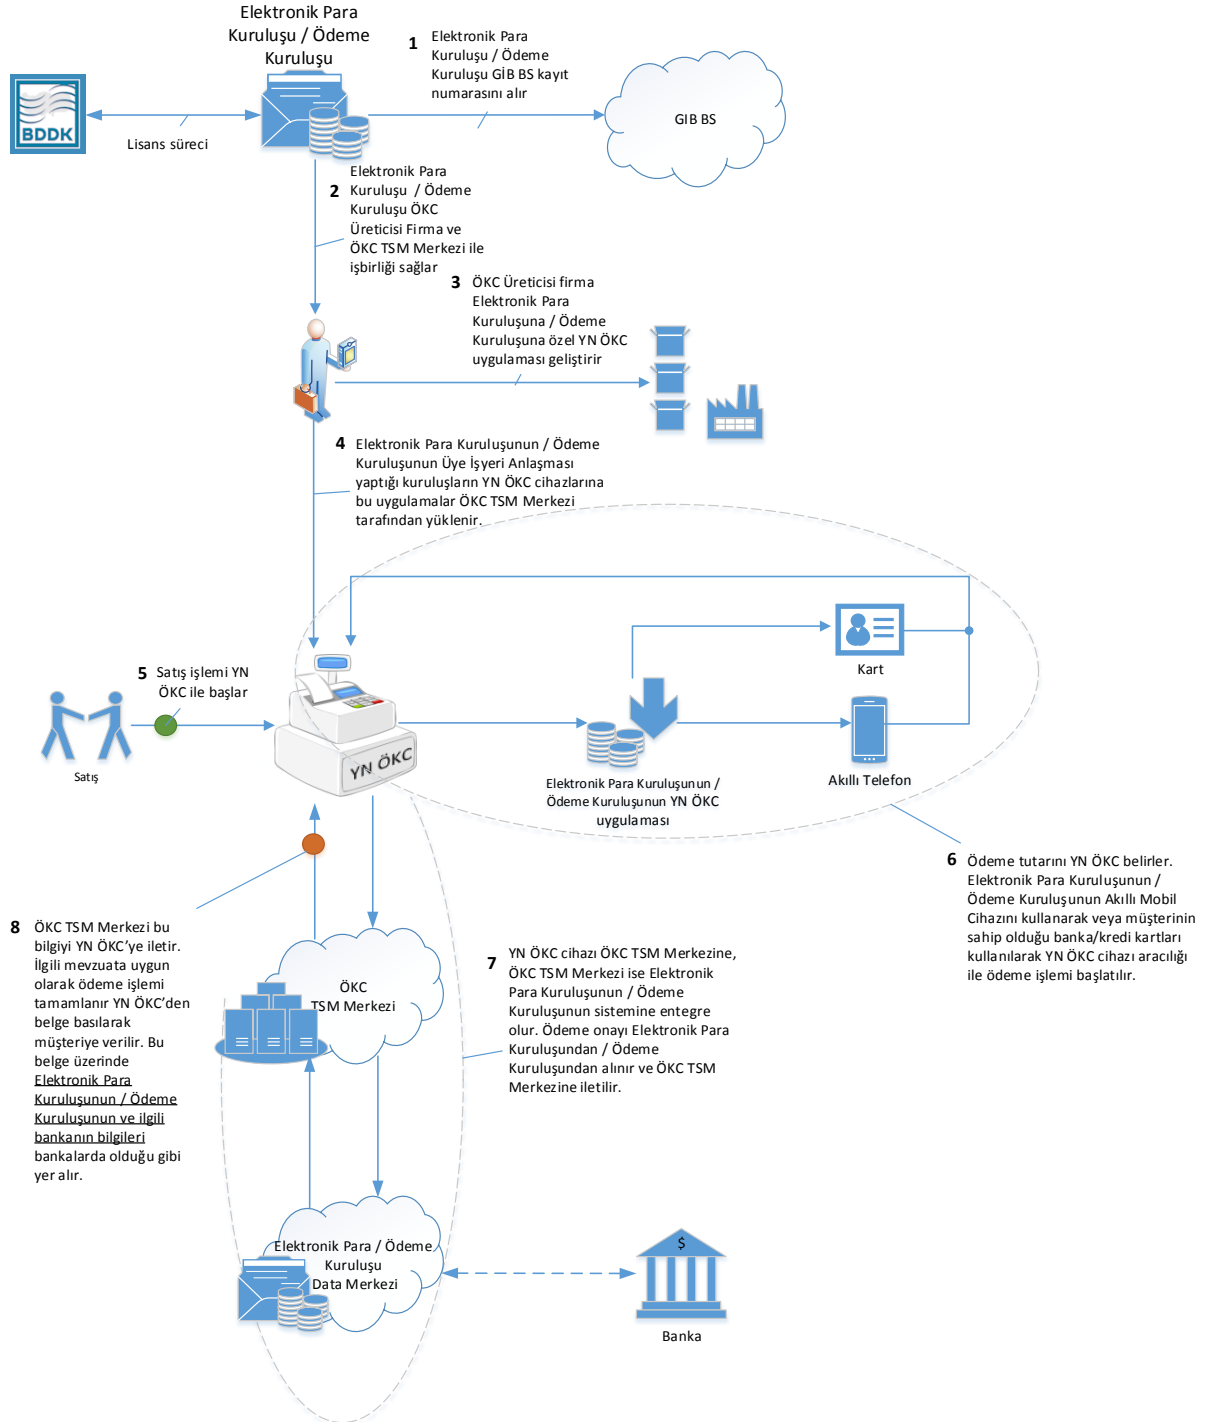 Elektronik Para
Kuruluşu / Ödeme
Kuruluşu
1
Elektronik Para
Kuruluşu / Ödeme
Kuruluşu GİB BS kayıt
numarasını alır
BDDK
Lisans süreci
GIB BS
2
Elektronik Para
Kuruluşu / Ödeme
Kuruluşu ÖKC
Üreticisi Firma ve
ÖKC TSM Merkezi ile
işbirliği sağlar
3
ÖKC Üreticisi firma
Elektronik Para
Kuruluşuna / Ödeme
Kuruluşuna özel YN ÖKC
uygulaması geliştirir
4
Elektronik Para Kuruluşunun / Ödeme
Kuruluşunun Üye İşyeri Anlaşması
yaptığı kuruluşların YN ÖKC cihazlarına
bu uygulamalar ÖKC TSM Merkezi
tarafından yüklenir.
5
Satış işlemi YN
ÖKC ile başlar
Satış
YN ÖKC
Kart
Akıllı Telefon
Elektronik Para Kuruluşunun /
Ödeme Kuruluşunun YN ÖKC
uygulaması
6
Ödeme tutarını YN ÖKC belirler.
Elektronik Para Kuruluşunun /
Ödeme Kuruluşunun Akıllı Mobil
Cihazını kullanarak veya müşterinin
sahip olduğu banka/kredi kartları
kullanılarak YN ÖKC cihazı aracılığı
ile ödeme işlemi başlatılır.
7
YN ÖKC cihazı ÖKC TSM Merkezine,
ÖKC TSM Merkezi ise Elektronik
Para Kuruluşunun / Ödeme
Kuruluşunun sistemine entegre
olur. Ödeme onayı Elektronik Para
Kuruluşundan / Ödeme
Kuruluşundan alınır ve ÖKC TSM
Merkezine iletilir.
8
ÖKC TSM Merkezi bu
bilgiyi YN ÖKC'ye iletir.
İlgili mevzuata uygun
olarak ödeme işlemi
tamamlanır YN ÖKC'den
belge basılarak
müşteriye verilir. Bu
belge üzerinde
Elektronik Para
Kuruluşunun / Ödeme
Kuruluşunun ve ilgili
bankanın bilgileri
bankalarda olduğu gibi
yer alır.
ÖKC
TSM Merkezi
Elektronik Para / Ödeme
Kuruluşu
Data Merkezi
$
Banka